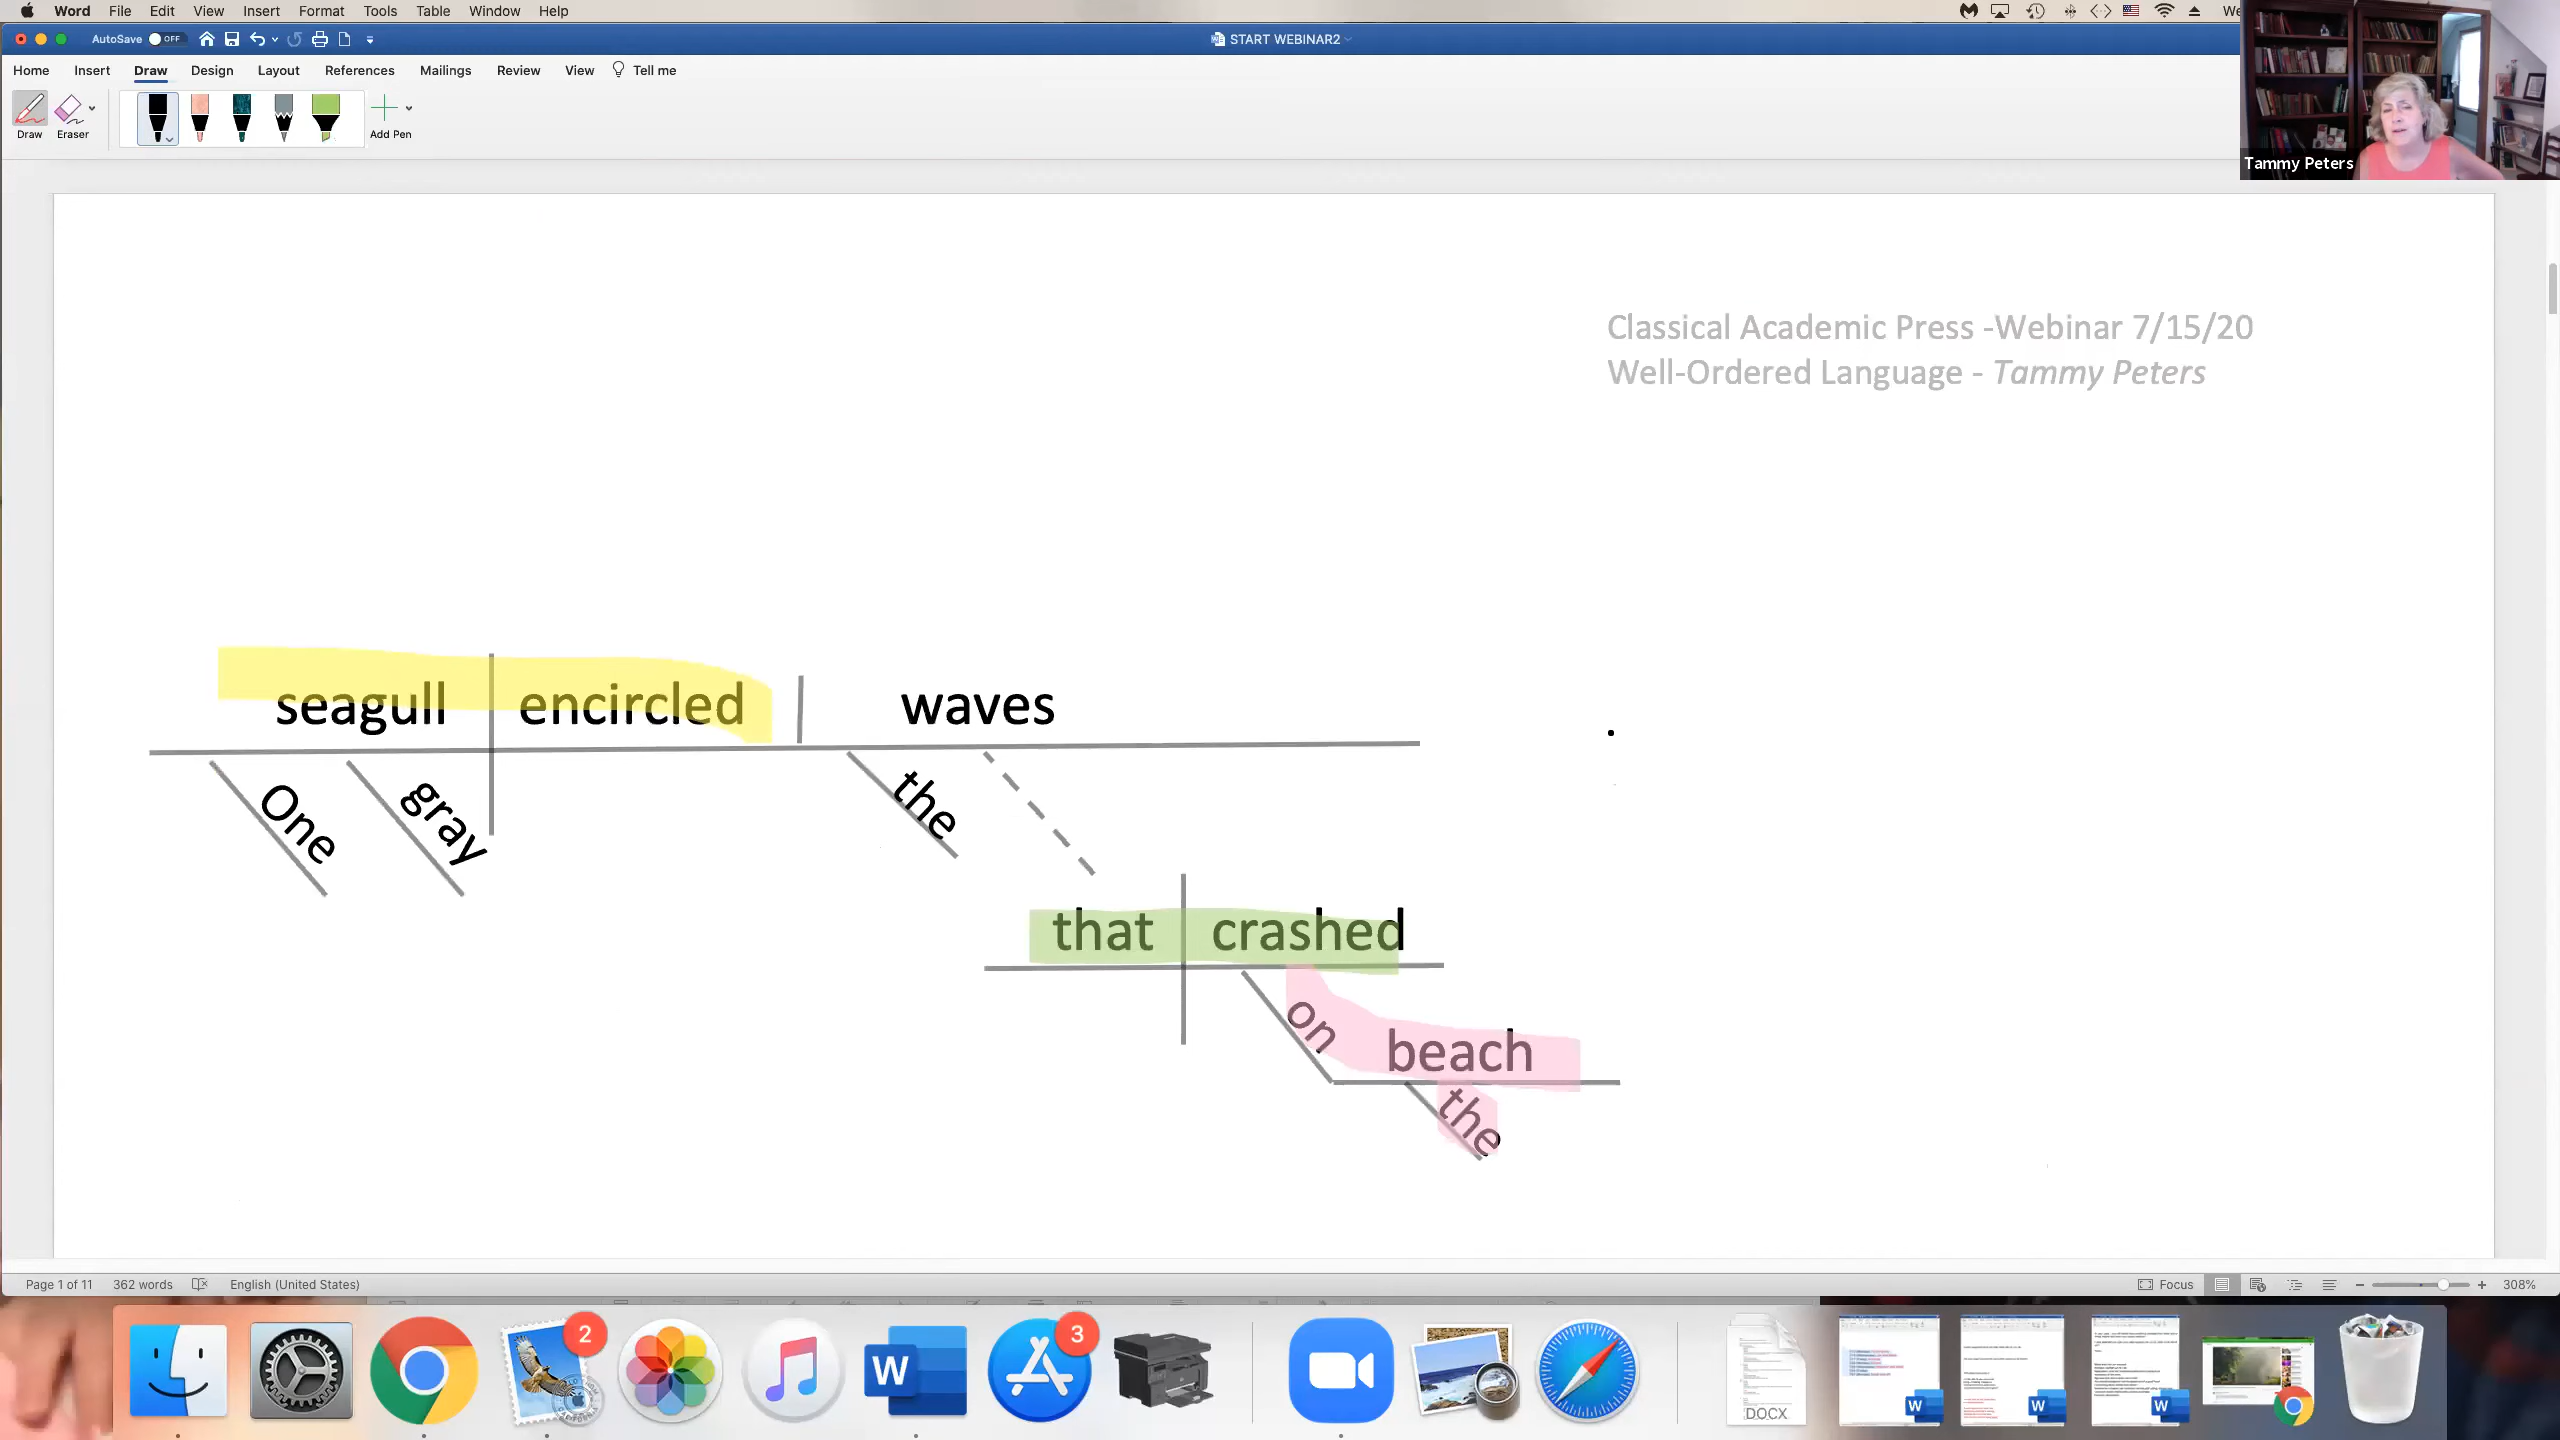 Word File Edit View Insert Format Tools Table Window Help
We
AutoSave OFF
START WEBINAR2
Home Insert Draw Design Layout References Mailings Review View Tell me
Draw Eraser Add Pen
Tammy Peters
Classical Academic Press -Webinar 7/15/20
Well-Ordered Language - Tammy Peters
seagull encircled waves
One gray the
that crashed
on beach
the
Page 1 of 11 362 words English (United States) Focus 308%
2
3
W
DOCX
W
W
W